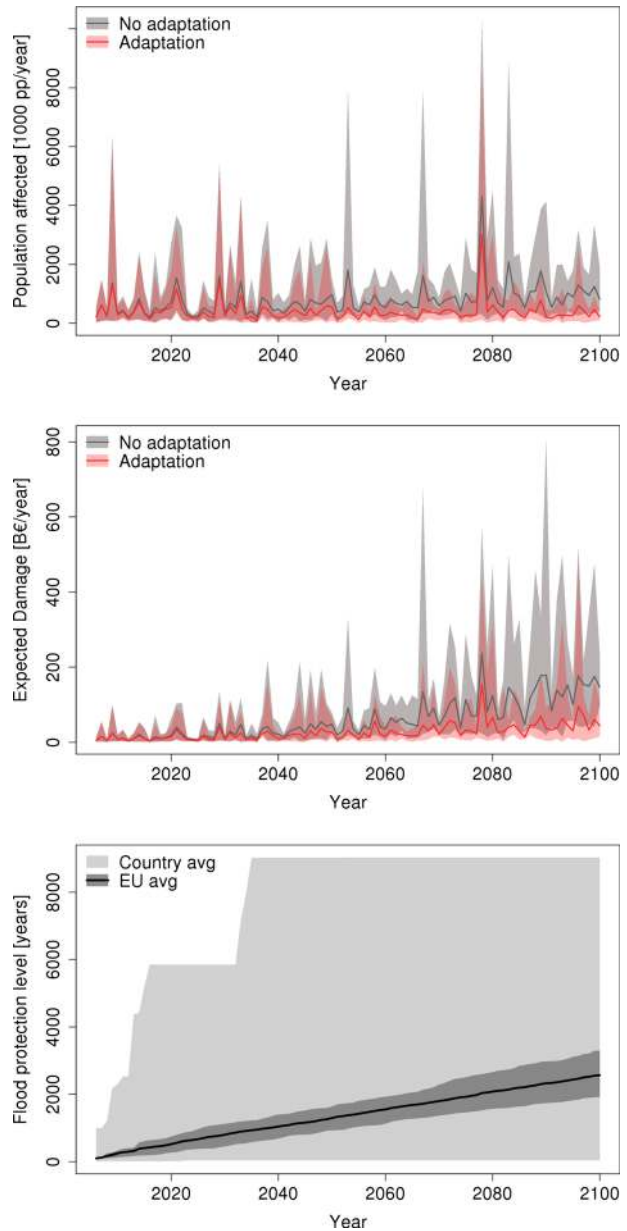 No adaptation
Adaptation
Population affected [1000 pp/year]
8000
6000
4000
2000
0
2020 2040 2060 2080 2100
Year
No adaptation
Adaptation
Expected Damage [B€/year]
800
600
400
200
0
2020 2040 2060 2080 2100
Year
Country avg
EU avg
Flood protection level [years]
8000
6000
4000
2000
0
2020 2040 2060 2080 2100
Year